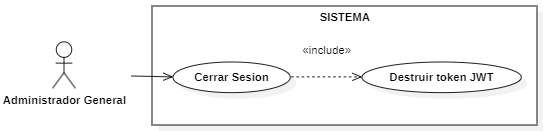 SISTEMA
«include»
Cerrar Sesion
Destruir token JWT
Administrador General